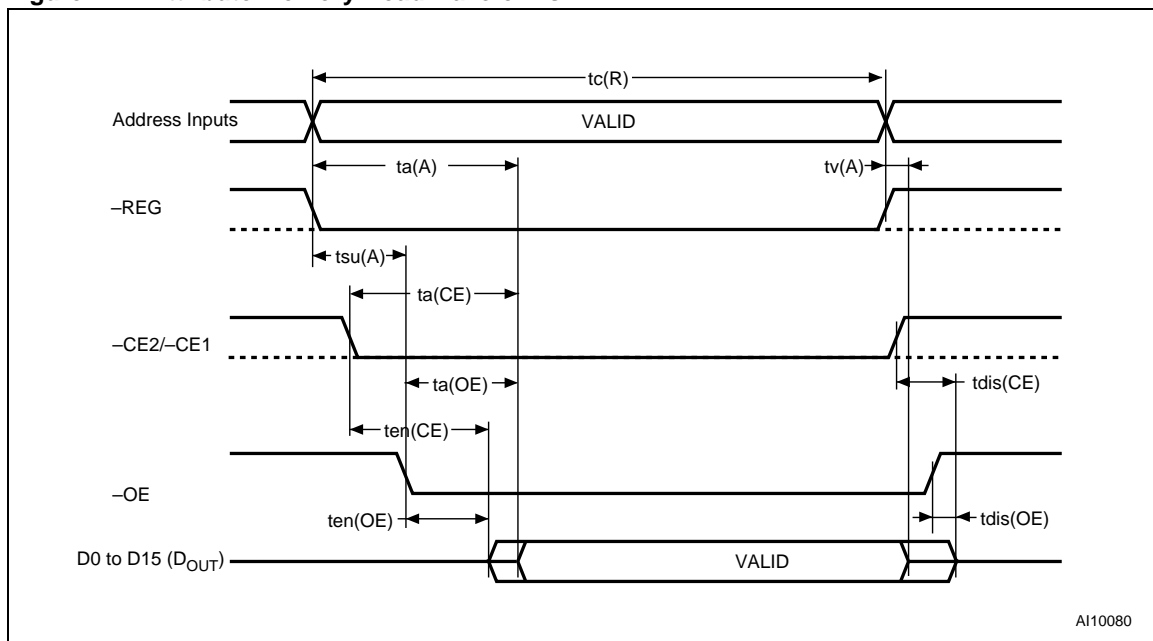 tc(R)
Address Inputs
VALID
ta(A)
tv(A)
–REG
tsu(A)
ta(CE)
–CE2/–CE1
ta(OE)
tdis(CE)
ten(CE)
–OE
ten(OE)
tdis(OE)
D0 to D15 (DOUT)
VALID
AI10080